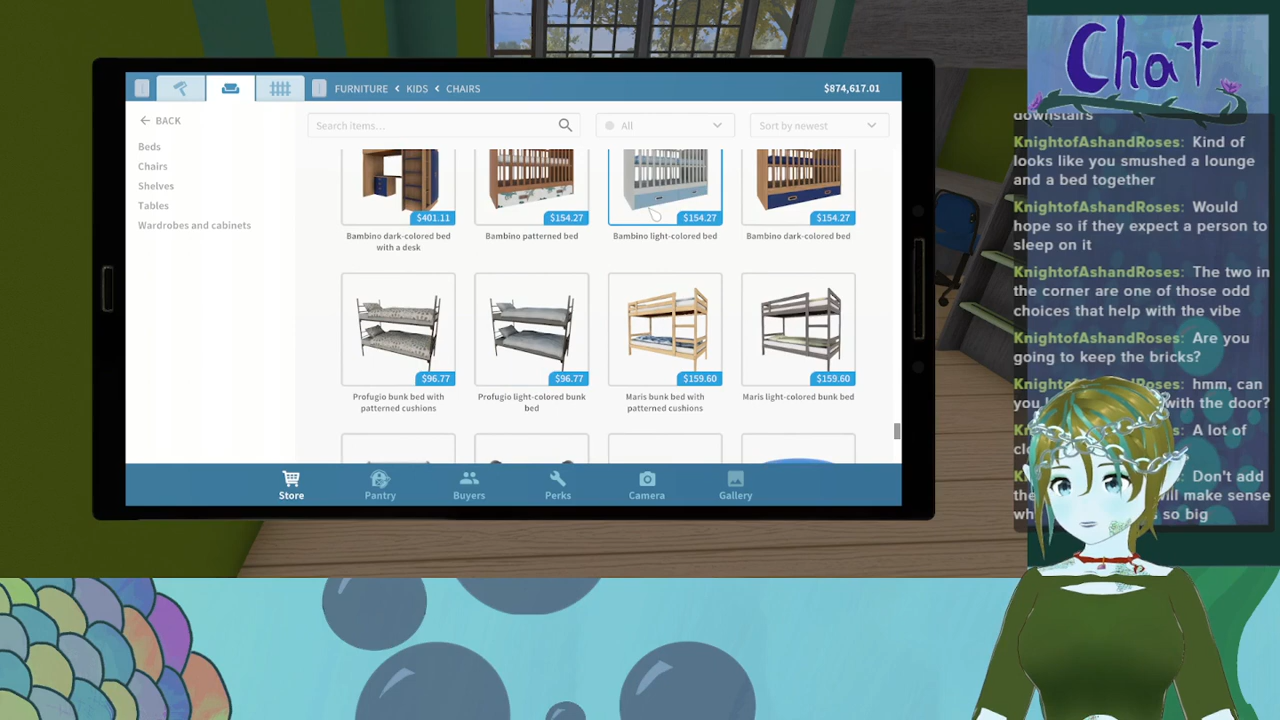 FURNITURE < KIDS < CHAIRS
$874,617.01
BACK
Beds
Chairs
Shelves
Tables
Wardrobes and cabinets
Search items...
All
Sort by newest
$401.11
$154.27
$154.27
$154.27
Bambino dark-colored bed
with a desk
Bambino patterned bed
Bambino light-colored bed
Bambino dark-colored bed
$96.77
$96.77
$159.60
$159.60
Profugio bunk bed with
patterned cushions
Profugio light-colored bunk
bed
Maris bunk bed with
patterned cushions
Maris light-colored bunk bed
Store
Pantry
Buyers
Perks
Camera
Gallery
Chat
downstairs
KnightofAshandRoses: Kind of
looks like you smushed a lounge
and a bed together
KnightofAshandRoses: Would
hope so if they expect a person to
sleep on it
KnightofAshandRoses: The two in
the corner are one of those odd
choices that help with the vibe
KnightofAshandRoses: Are you
going to keep the bricks?
KnightofAshandRoses: hmm, can
you with the door?
A lot of
Don't add
make sense
so big